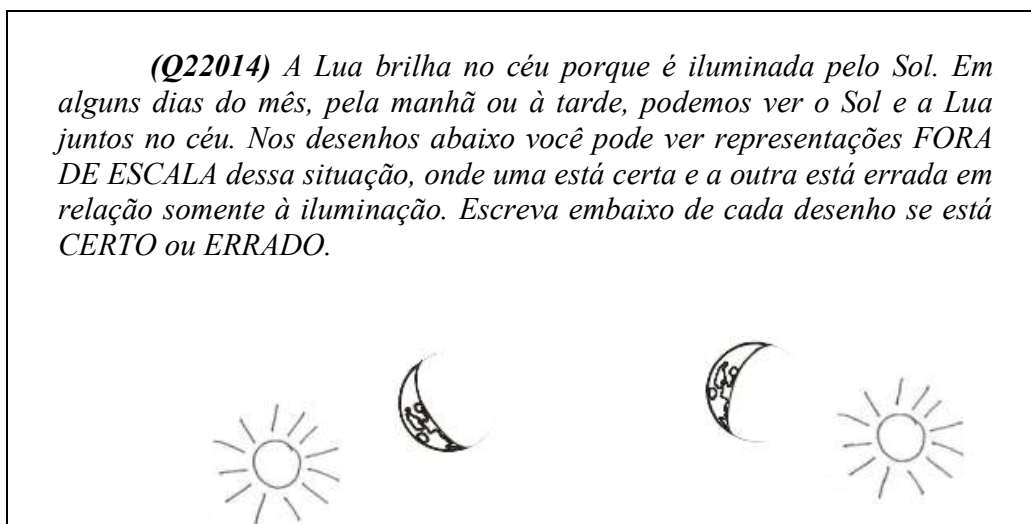 (Q22014) A Lua brilha no céu porque é iluminada pelo Sol. Em
alguns dias do mês, pela manhã ou à tarde, podemos ver o Sol e a Lua
juntos no céu. Nos desenhos abaixo você pode ver representações FORA
DE ESCALA dessa situação, onde uma está certa e a outra está errada em
relação somente à iluminação. Escreva embaixo de cada desenho se está
CERTO ou ERRADO.